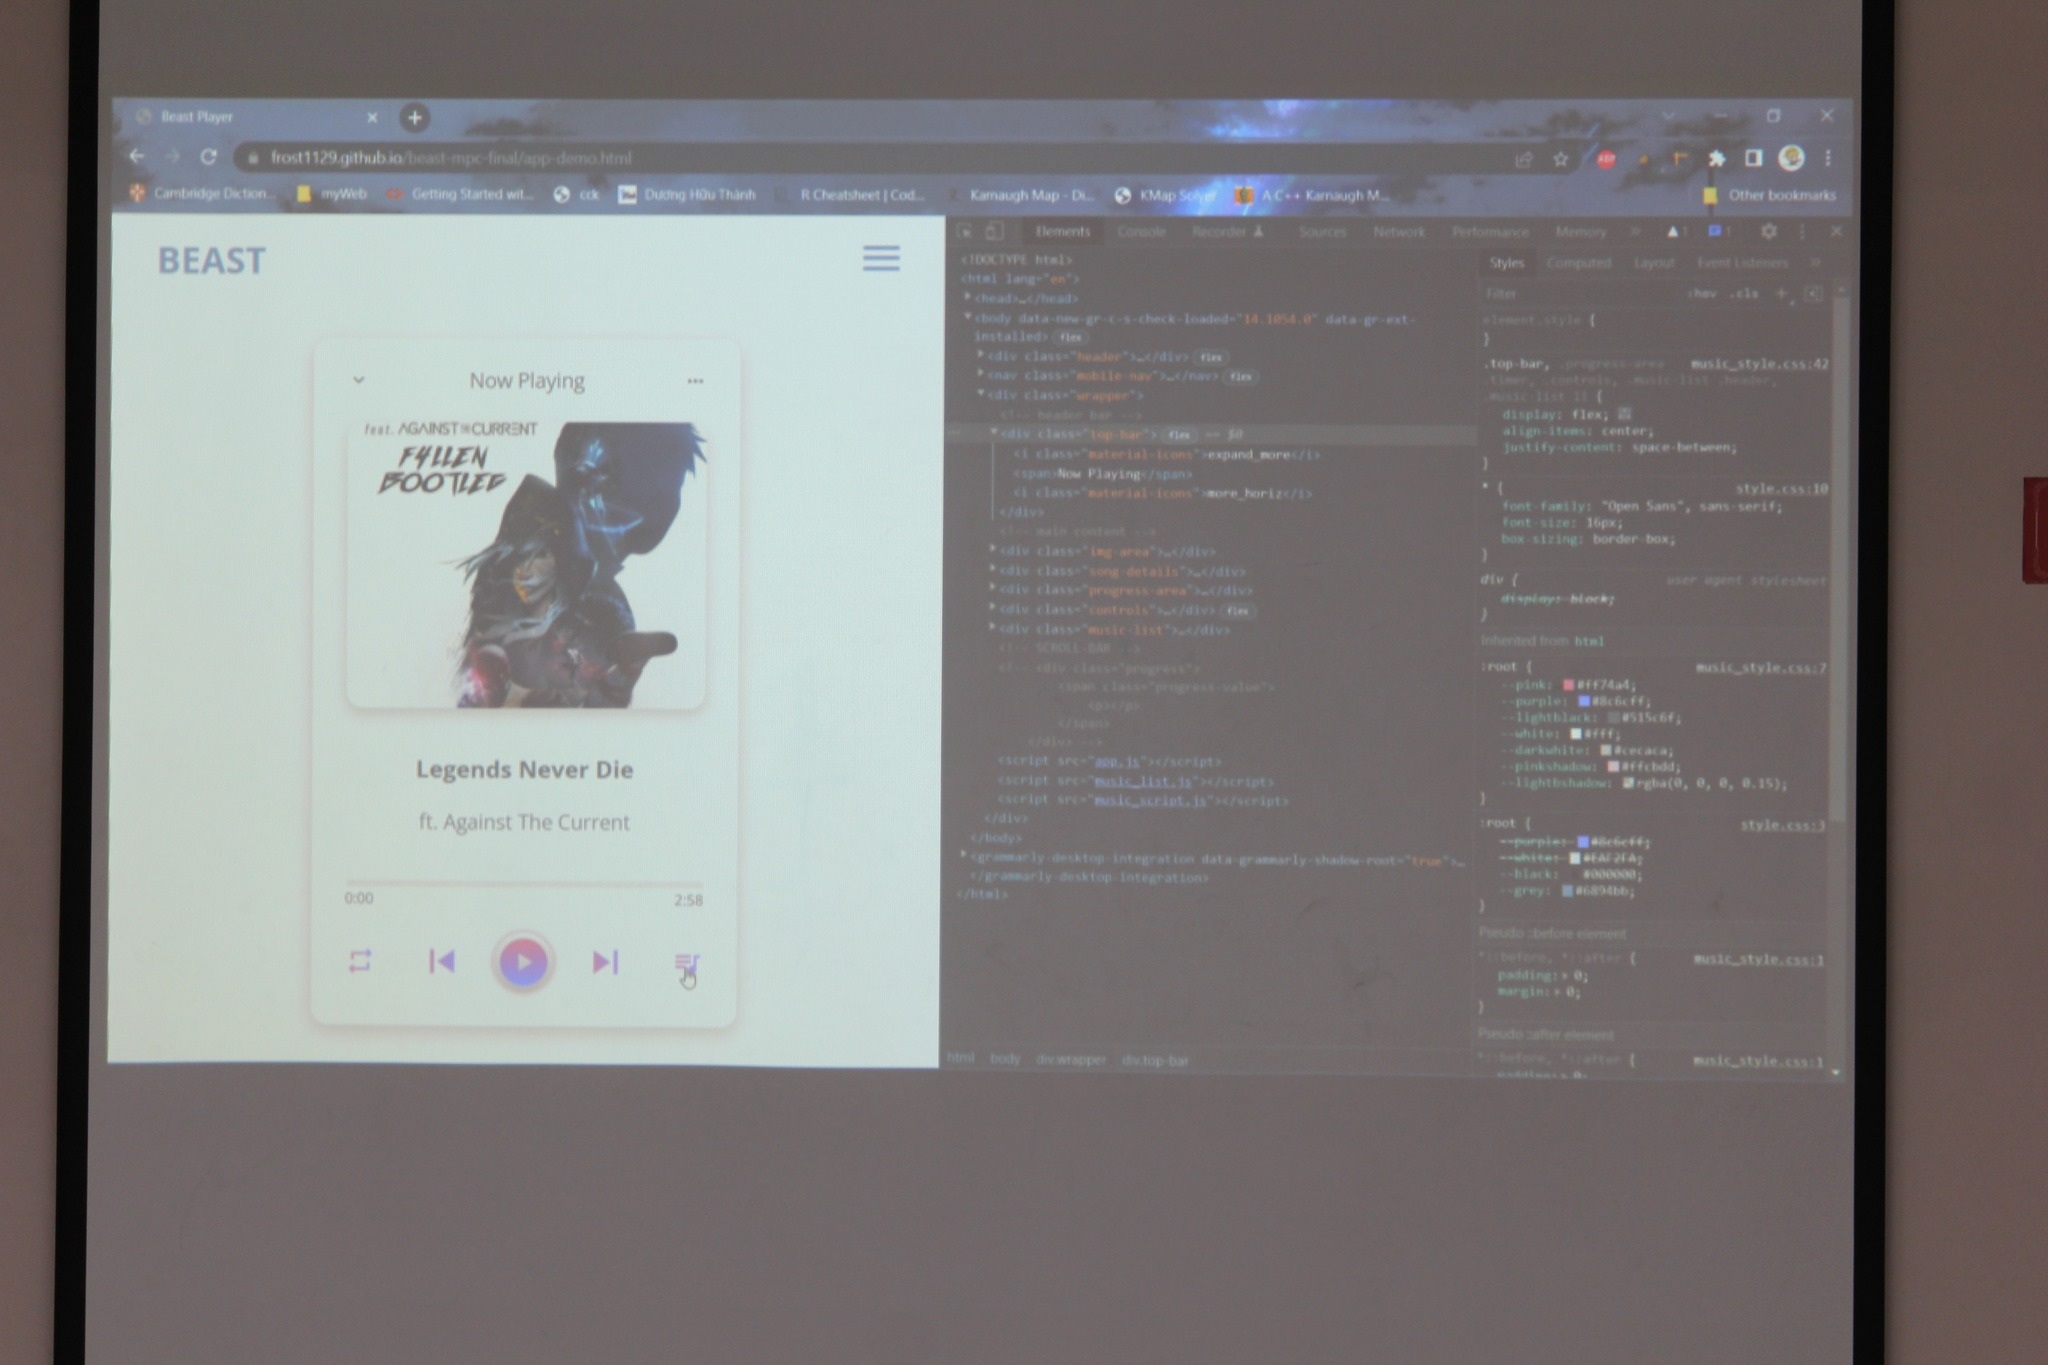 Beast Player
frost1129.github.io/beast-mpc-final/app-demo.html
Cambridge Diction... myWeb Getting Started wit... cck Dương Hữu Thành R Cheatsheet | Cod... Karnaugh Map - Di... KMap Solver A C++ Karnaugh M... Other bookmarks
BEAST
Now Playing
feat. AGAINST THE CURRENT
F4LLEN
BOOTLEG
Legends Never Die
ft. Against The Current
0:00 2:58
Elements Console Recorder Sources Network Performance Memory » 1 1
<!DOCTYPE html>
<html lang="en">
<head>…</head>
<body data-new-gr-c-s-check-loaded="14.1054.0" data-gr-ext-
installed> flex
<div class="header">…</div> flex
<nav class="mobile-nav">…</nav> flex
<div class="wrapper">
<!-- header bar -->
<div class="top-bar"> flex == $0
<i class="material-icons">expand_more</i>
<span>Now Playing</span>
<i class="material-icons">more_horiz</i>
</div>
<!-- main content -->
<div class="img-area">…</div>
<div class="song-details">…</div>
<div class="progress-area">…</div>
<div class="controls">…</div> flex
<div class="music-list">…</div>
<!-- SCROLL-BAR -->
<!-- <div class="progress">
<span class="progress-value">
<p></p>
</span>
</div> -->
<script src="app.js"></script>
<script src="music_list.js"></script>
<script src="music_script.js"></script>
</div>
</body>
<grammarly-desktop-integration data-grammarly-shadow-root="true">…
</grammarly-desktop-integration>
</html>
html body div.wrapper div.top-bar
Styles Computed Layout Event Listeners »
Filter :hov .cls +
element.style {
}
.top-bar, .progress-area music_style.css:42
.timer, .controls, .music-list .header,
.music-list li {
display: flex;
align-items: center;
justify-content: space-between;
}
* { style.css:10
font-family: "Open Sans", sans-serif;
font-size: 16px;
box-sizing: border-box;
}
div { user agent stylesheet
display: block;
}
Inherited from html
:root { music_style.css:7
--pink: #ff74a4;
--purple: #8c6cff;
--lightblack: #515c6f;
--white: #fff;
--darkwhite: #cecaca;
--pinkshadow: #ffcbdd;
--lightbshadow: rgba(0, 0, 0, 0.15);
}
:root { style.css:3
--purple: #8c6cff;
--white: #EAF2FA;
--black: #000000;
--grey: #6894bb;
}
Pseudo ::before element
*::before, *::after { music_style.css:1
padding: 0;
margin: 0;
}
Pseudo ::after element
*::before, *::after { music_style.css:1
padding: 0;